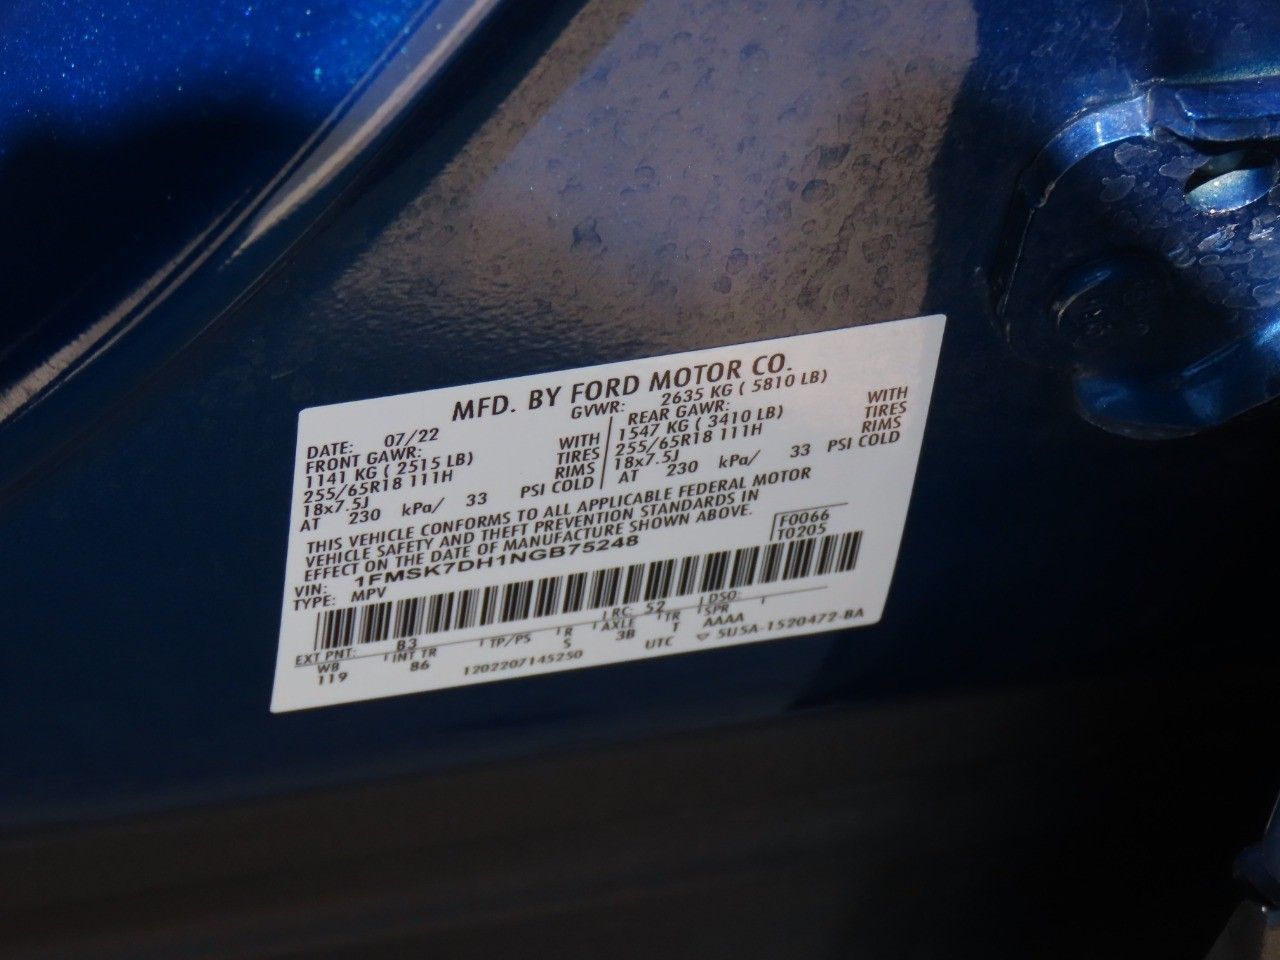 MFD. BY FORD MOTOR CO.
DATE: 07/22 GVWR: 2635 KG ( 5810 LB)
FRONT GAWR: REAR GAWR:
1141 KG ( 2515 LB) WITH 1547 KG ( 3410 LB) WITH
255/65R18 111H TIRES 255/65R18 111H TIRES
18x7.5J RIMS 18x7.5J RIMS
AT 230 kPa/ 33 PSI COLD AT 230 kPa/ 33 PSI COLD
THIS VEHICLE CONFORMS TO ALL APPLICABLE FEDERAL MOTOR
VEHICLE SAFETY AND THEFT PREVENTION STANDARDS IN
EFFECT ON THE DATE OF MANUFACTURE SHOWN ABOVE.
F0066
VIN: 1FMSK7DH1NGB75248 T0205
TYPE: MPV
EXT PNT: B3 RC: 52 DSO:
WB INT TR TP/PS R AXLE TR SPR
119 86 S 3B T AAAA
1202207145250 UTC ▽ 5U5A-1520472-BA